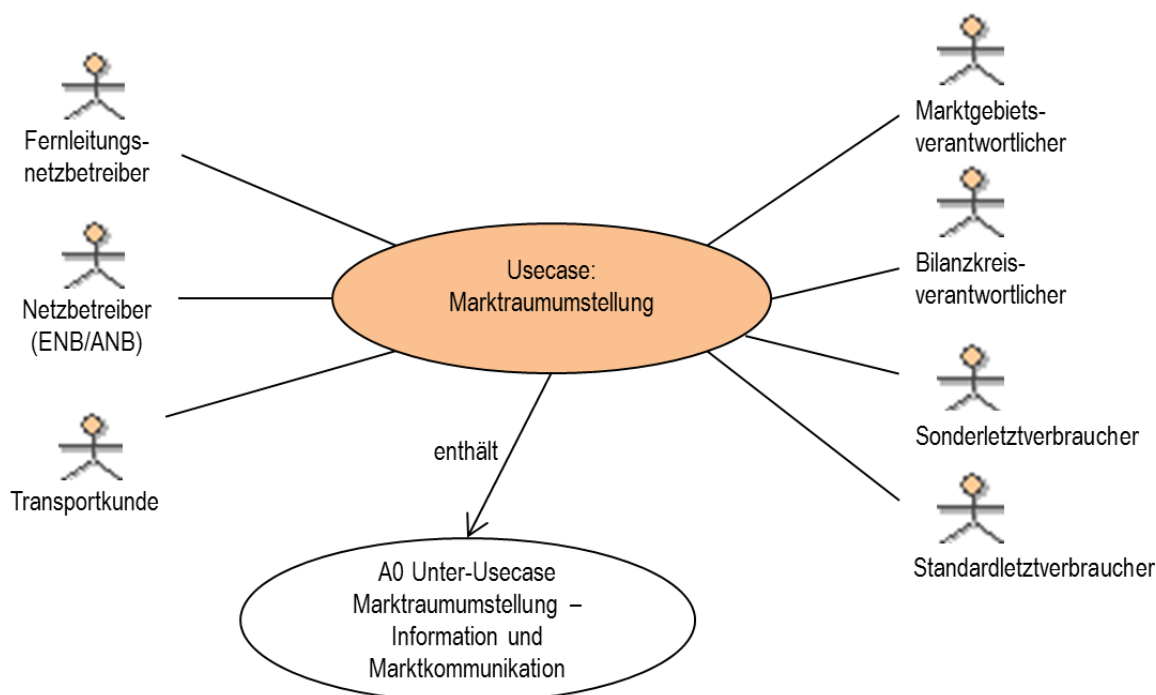 Fernleitungs-
netzbetreiber
Netzbetreiber
(ENB/ANB)
Transportkunde
Usecase:
Marktraumumstellung
enthält
A0 Unter-Usecase
Marktraumumstellung –
Information und
Marktkommunikation
Marktgebiets-
verantwortlicher
Bilanzkreis-
verantwortlicher
Sonderletztverbraucher
Standardletztverbraucher